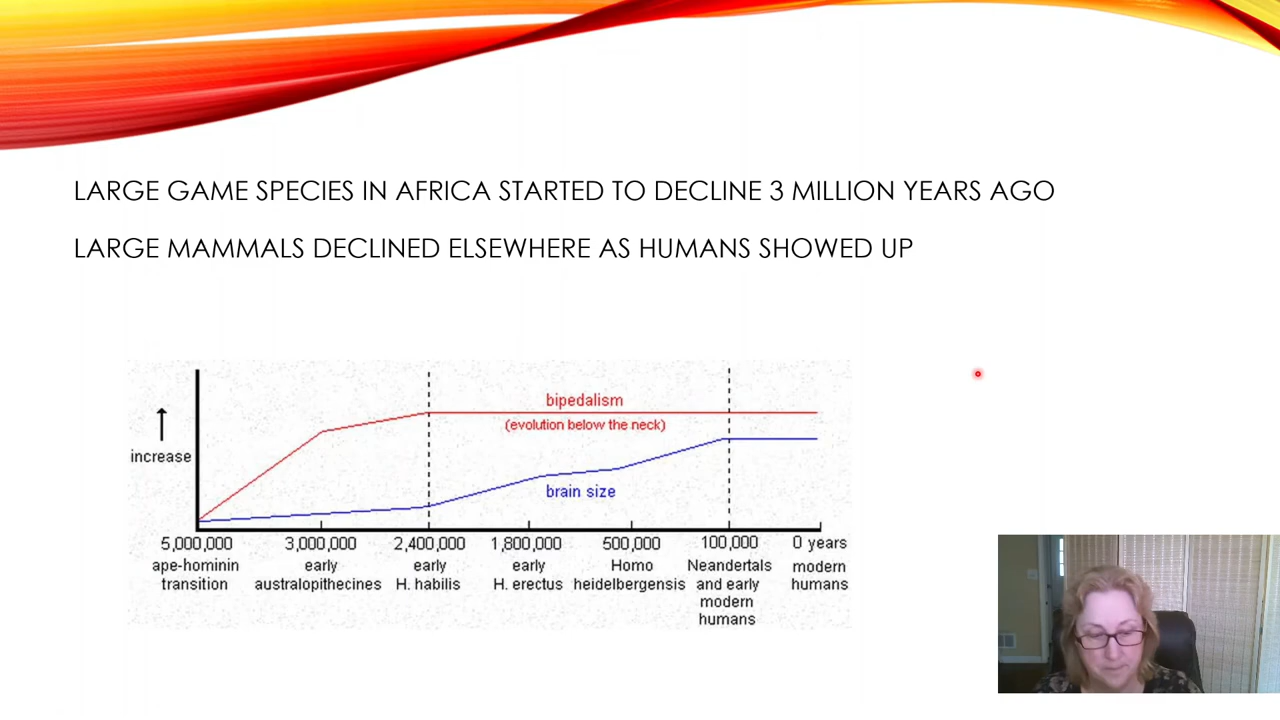 LARGE GAME SPECIES IN AFRICA STARTED TO DECLINE 3 MILLION YEARS AGO
LARGE MAMMALS DECLINED ELSEWHERE AS HUMANS SHOWED UP
bipedalism
(evolution below the neck)
increase
brain size
5,000,000 3,000,000 2,400,000 1,800,000 500,000 100,000 0 years
ape-hominin early early early Homo Neandertals modern
transition australopithecines H. habilis H. erectus heidelbergensis and early humans
modern
humans